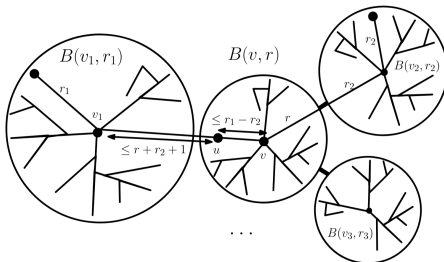 B(v₁, r₁)
B(v, r)
r₂
B(v₂, r₂)
r₁
r₂
≤ r₁ − r₂
r
v₁
≤ r + r₂ + 1
u
v
B(v₃, r₃)
...